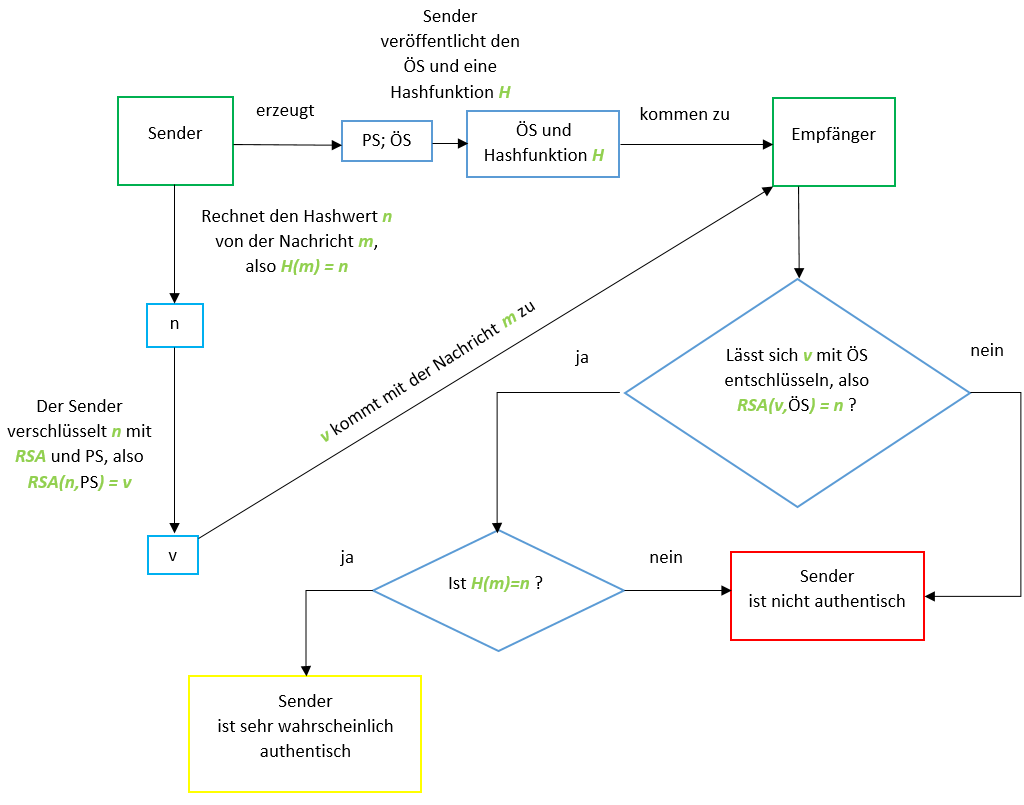 Sender
veröffentlicht den
ÖS und eine
Hashfunktion H
Sender
erzeugt
PS; ÖS
ÖS und
Hashfunktion H
kommen zu
Empfänger
Rechnet den Hashwert n
von der Nachricht m,
also H(m) = n
n
Der Sender
verschlüsselt n mit
RSA und PS, also
RSA(n,PS) = v
v
v kommt mit der Nachricht m zu
Lässt sich v mit ÖS
entschlüsseln, also
RSA(v,ÖS) = n ?
ja
nein
Ist H(m)=n ?
ja
nein
Sender
ist nicht authentisch
Sender
ist sehr wahrscheinlich
authentisch